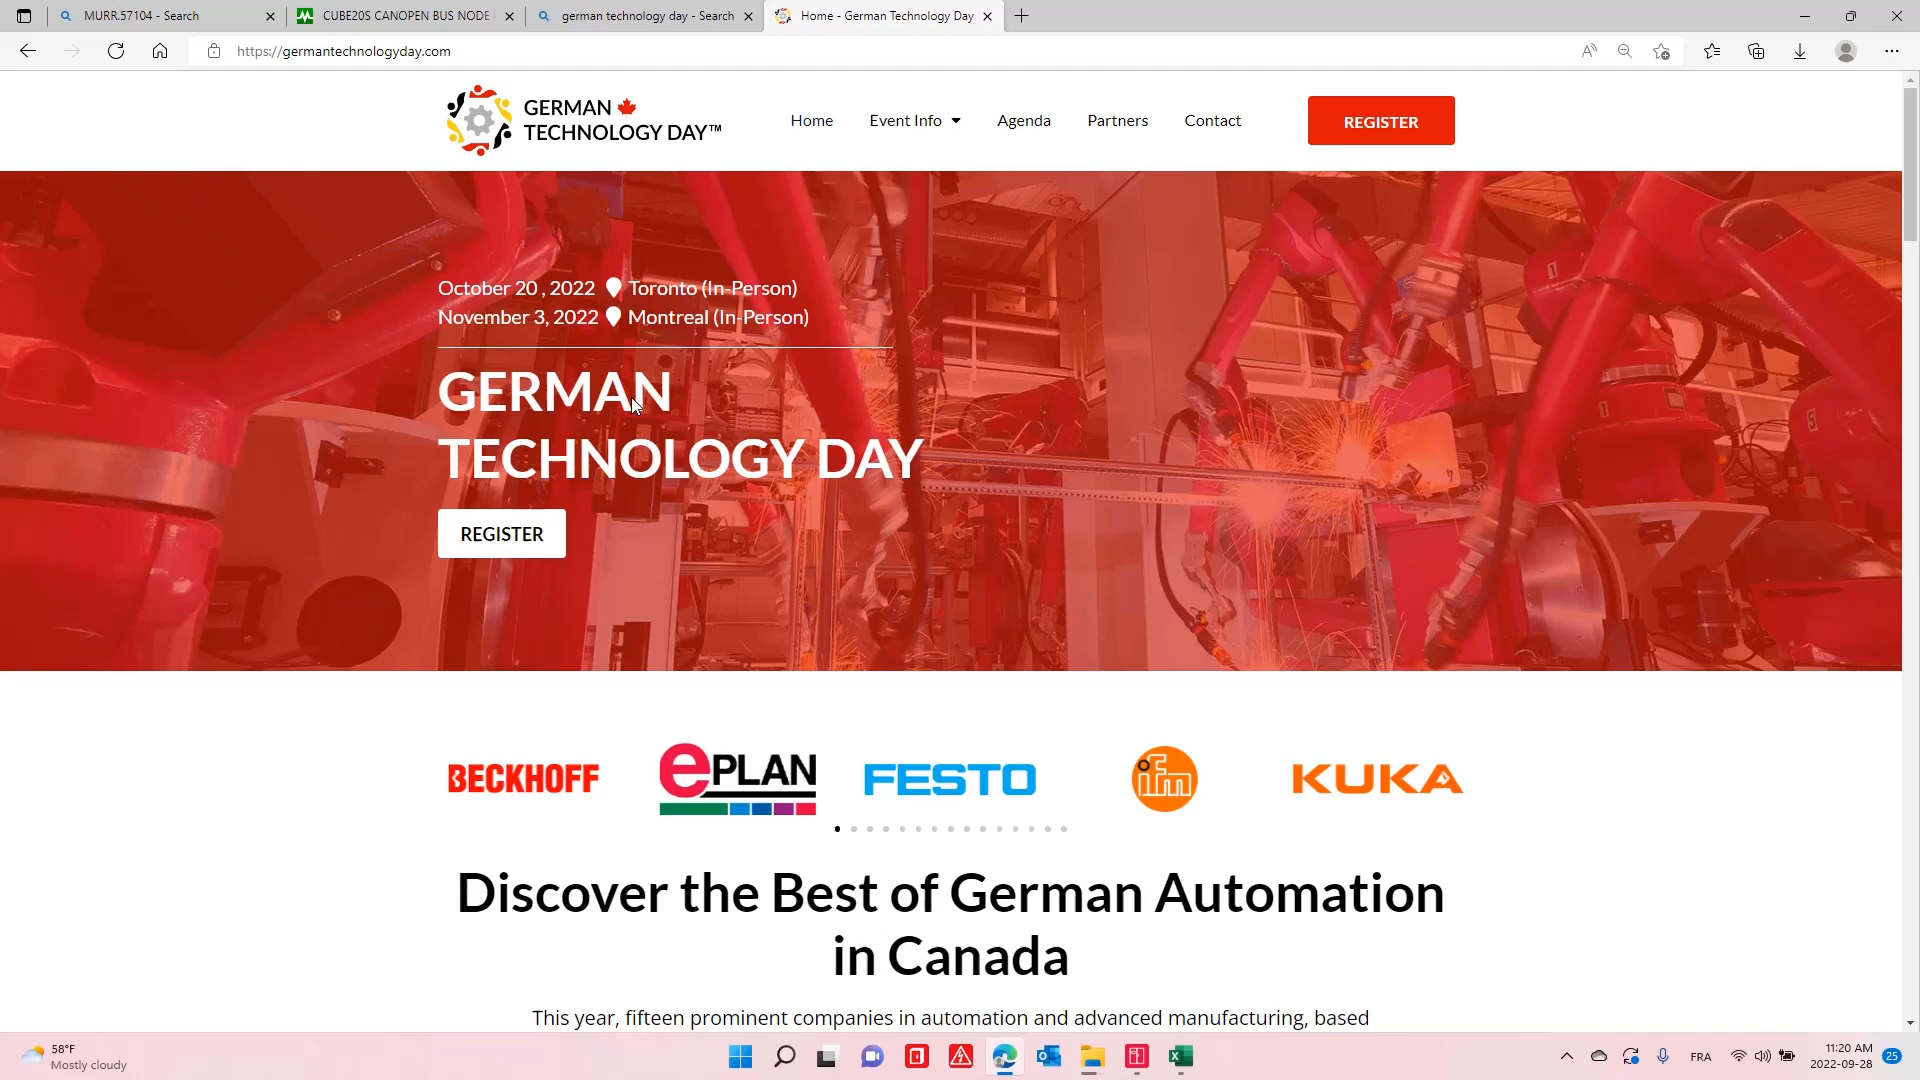 MURR.57104 - Search
CUBE20S CANOPEN BUS NODE
german technology day - Search
Home - German Technology Day
https://germantechnologyday.com
GERMAN
TECHNOLOGY DAY™
Home
Event Info
Agenda
Partners
Contact
REGISTER
October 20 , 2022 Toronto (In-Person)
November 3, 2022 Montreal (In-Person)
GERMAN
TECHNOLOGY DAY
REGISTER
BECKHOFF
ePLAN
FESTO
ifm
KUKA
Discover the Best of German Automation
in Canada
This year, fifteen prominent companies in automation and advanced manufacturing, based
58°F
Mostly cloudy
FRA
11:20 AM
2022-09-28
25